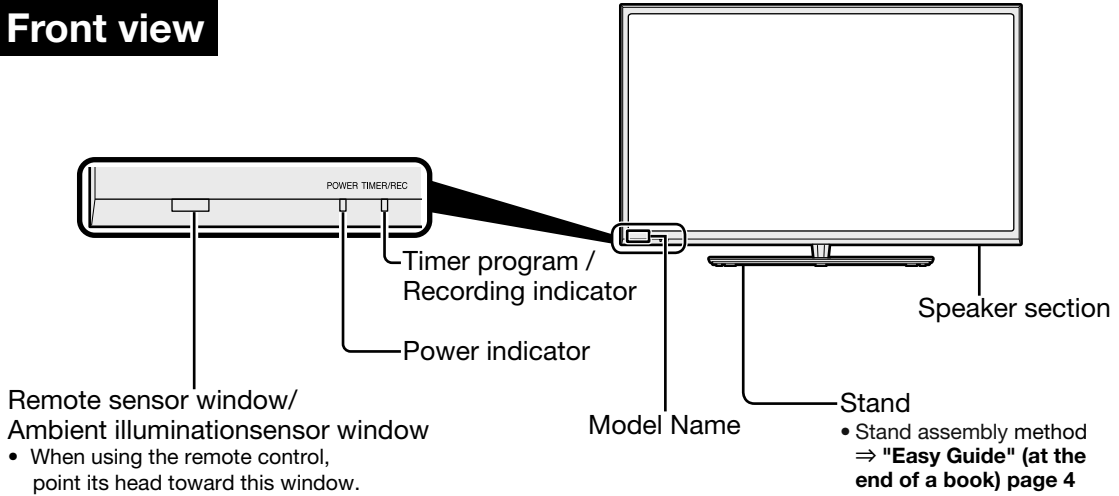 Front view
POWER TIMER/REC
Timer program /
Recording indicator
Power indicator
Remote sensor window/
Ambient illuminationsensor window
• When using the remote control,
point its head toward this window.
Model Name
Speaker section
Stand
• Stand assembly method
⇒ "Easy Guide" (at the
end of a book) page 4